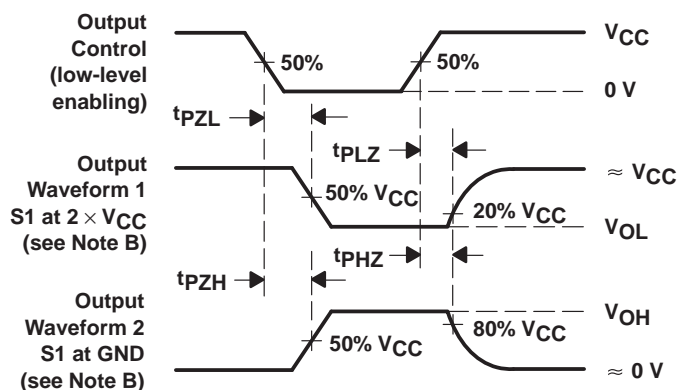 Output
Control
(low-level
enabling)
50%
50%
VCC
0 V
tPZL
tPLZ
Output
Waveform 1
S1 at 2 × VCC
(see Note B)
50% VCC
20% VCC
≈ VCC
VOL
tPZH
tPHZ
Output
Waveform 2
S1 at GND
(see Note B)
50% VCC
80% VCC
VOH
≈ 0 V